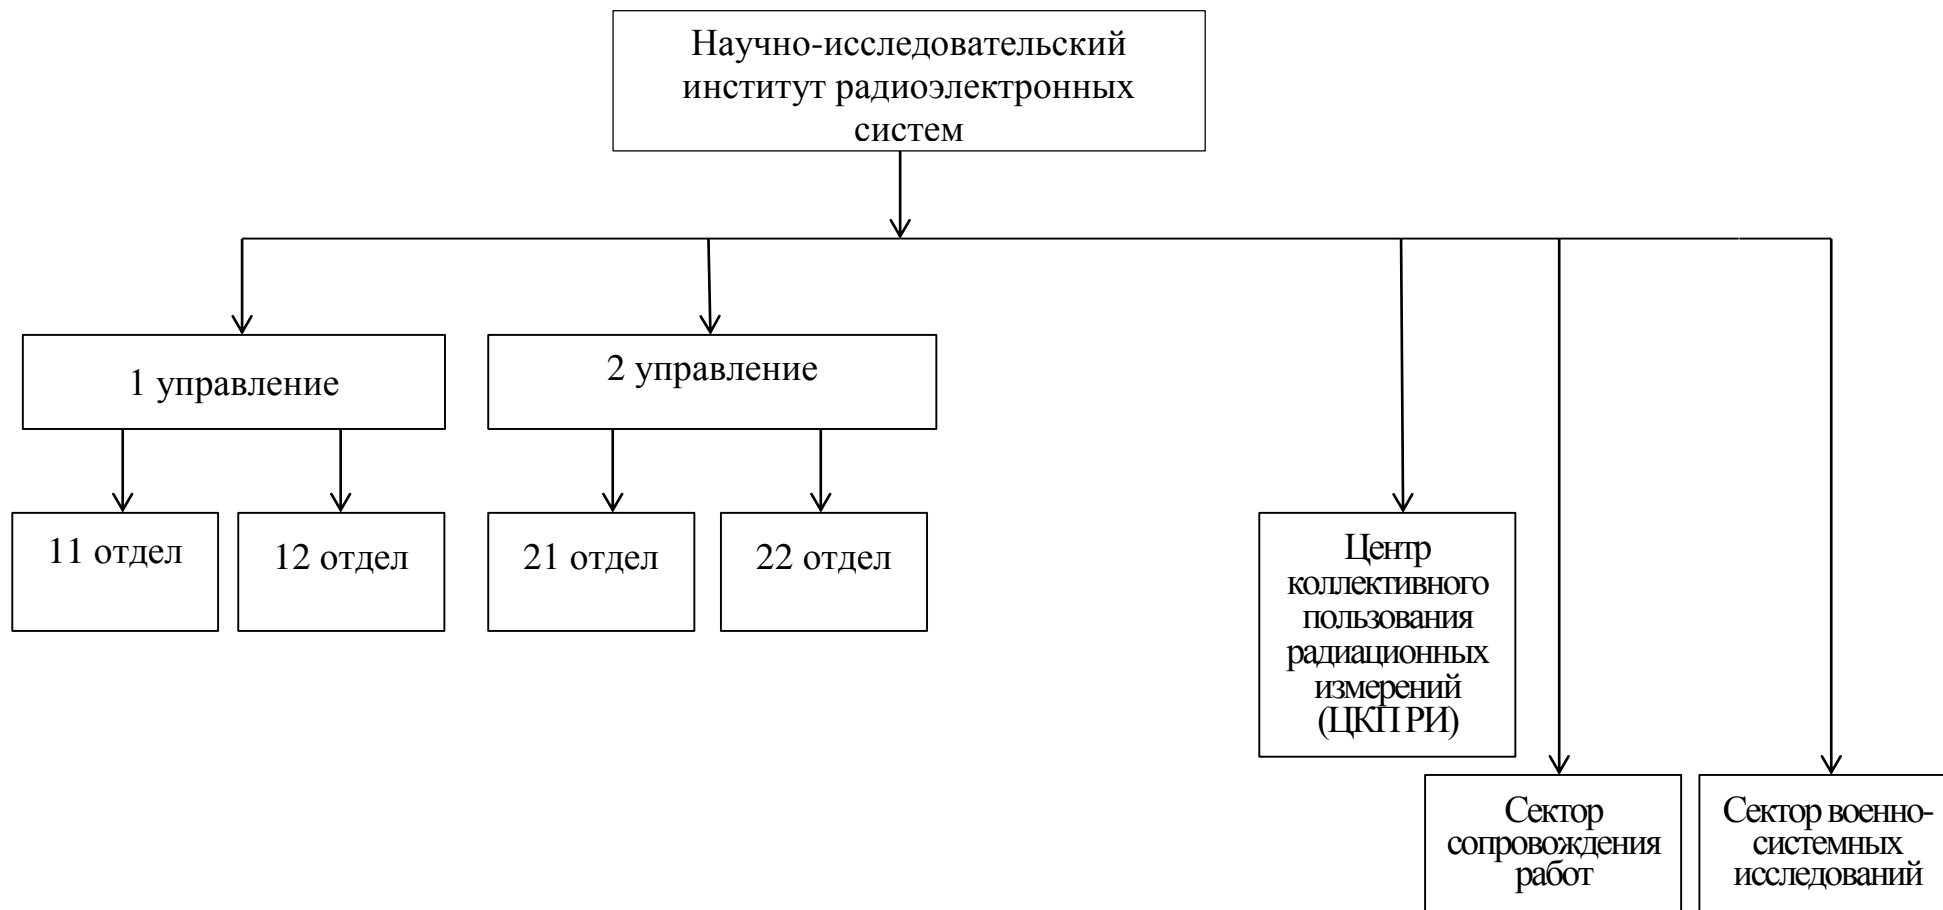 Научно-исследовательский
институт радиоэлектронных
систем
1 управление
2 управление
11 отдел
12 отдел
21 отдел
22 отдел
Центр
коллективного
пользования
радиационных
измерений
(ЦКП РИ)
Сектор
сопровождения
работ
Сектор военно-
системных
исследований